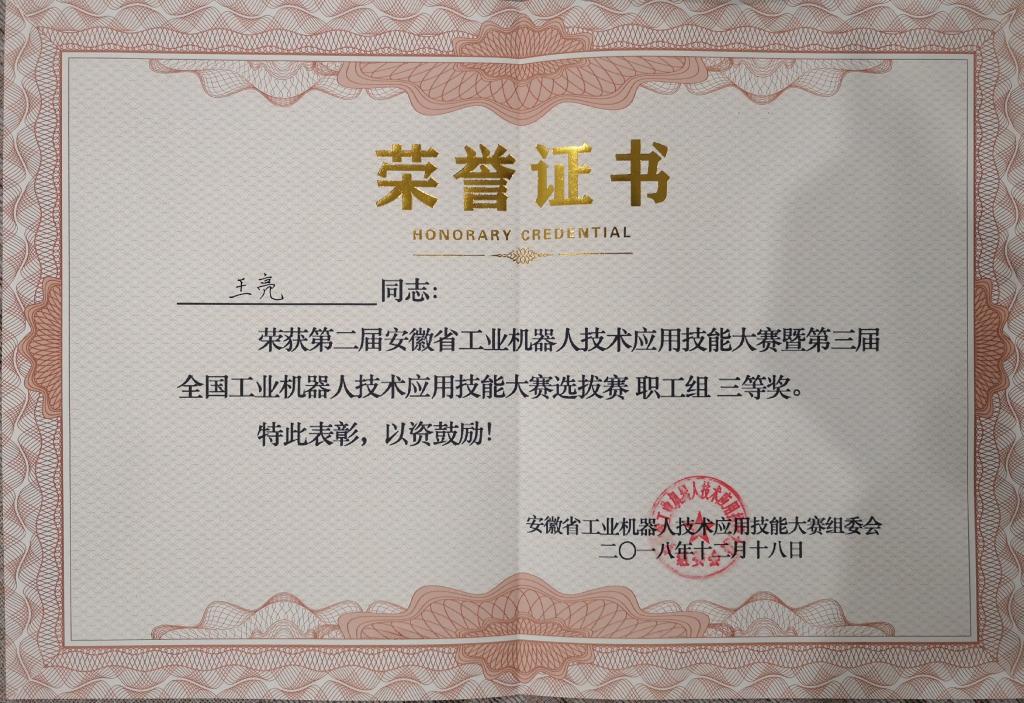 荣誉证书
HONORARY CREDENTIAL
王亮同志:
荣获第二届安徽省工业机器人技术应用技能大赛暨第三届
全国工业机器人技术应用技能大赛选拔赛 职工组 三等奖。
特此表彰，以资鼓励!
安徽省工业机器人技术应用技能大赛组委会
二〇一八年十二月十八日